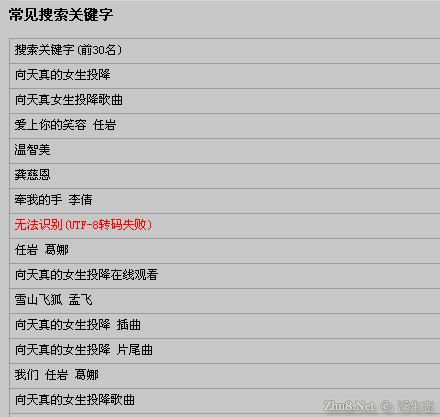 常见搜索关键字
搜索关键字(前30名)
向天真的女生投降
向天真女生投降歌曲
爱上你的笑容 任岩
温智美
龚慈恩
牵我的手 李倩
无法识别(UTF-8转码失败)
任岩 葛娜
向天真的女生投降在线观看
雪山飞狐 孟飞
向天真的女生投降 插曲
向天真的女生投降 片尾曲
我们 任岩 葛娜
向天真的女生投降歌曲
Zhu8.Net © 浮生志